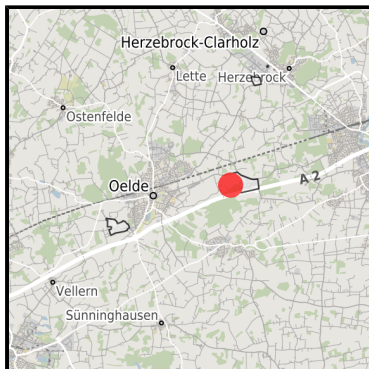 Herzebrock-Clarholz
Lette
Herzebrock
Ostenfelde
Oelde
A 2
Vellern
Sünninghausen